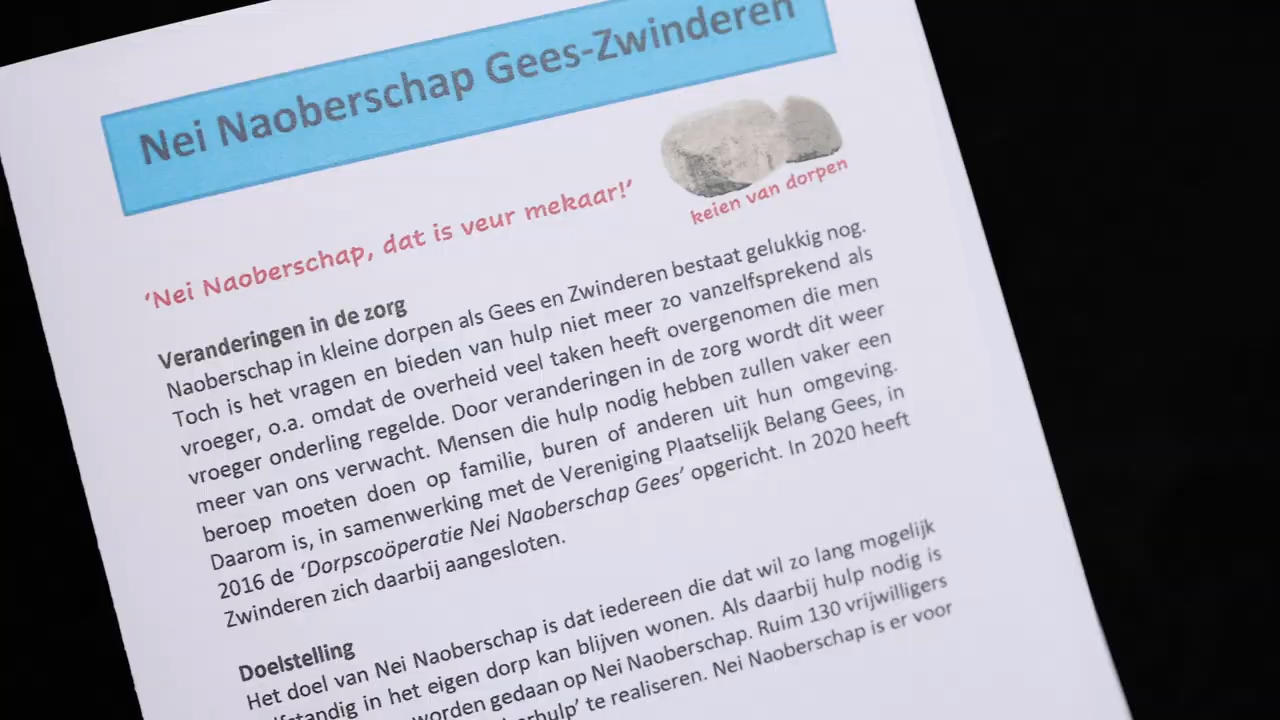 Nei Naoberschap Gees-Zwinderen
keien van dorpen
'Nei Naoberschap, dat is veur mekaar!'
Veranderingen in de zorg
Naoberschap in kleine dorpen als Gees en Zwinderen bestaat gelukkig nog.
Toch is het vragen en bieden van hulp niet meer zo vanzelfsprekend als
vroeger, o.a. omdat de overheid veel taken heeft overgenomen die men
vroeger onderling regelde. Door veranderingen in de zorg wordt dit weer
meer van ons verwacht. Mensen die hulp nodig hebben zullen vaker een
beroep moeten doen op familie, buren of anderen uit hun omgeving.
Daarom is, in samenwerking met de Vereniging Plaatselijk Belang Gees, in
2016 de 'Dorpscoöperatie Nei Naoberschap Gees' opgericht. In 2020 heeft
Zwinderen zich daarbij aangesloten.
Doelstelling
Het doel van Nei Naoberschap is dat iedereen die dat wil zo lang mogelijk
in het eigen dorp kan blijven wonen. Als daarbij hulp nodig is
worden gedaan op Nei Naoberschap. Ruim 130 vrijwilligers
te realiseren. Nei Naoberschap is er voor